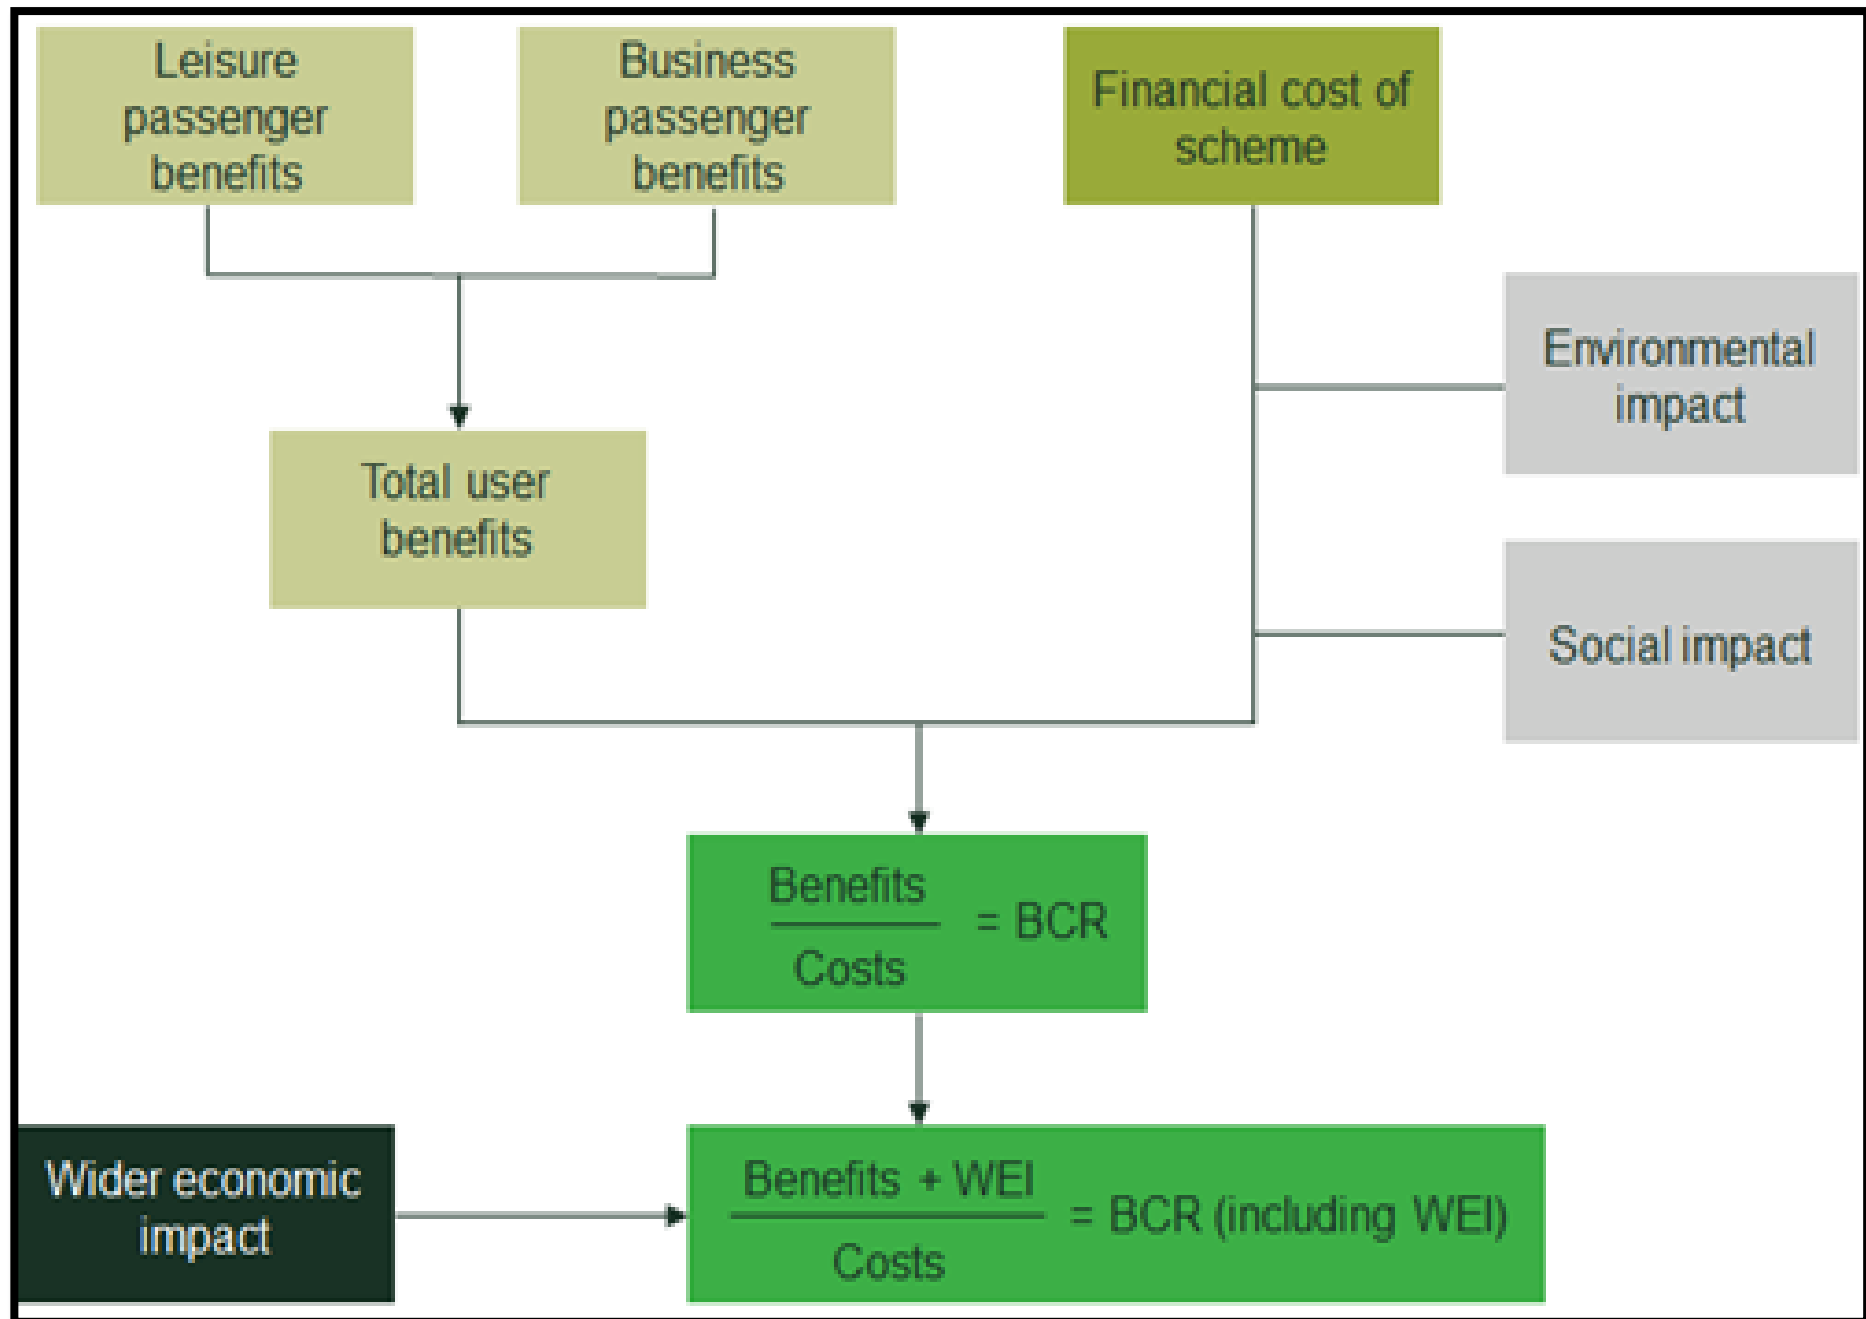 Leisure
passenger
benefits
Business
passenger
benefits
Financial cost of
scheme
Environmental
impact
Total user
benefits
Social impact
Benefits
Costs
= BCR
Wider economic
impact
Benefits + WEI
Costs
= BCR (including WEI)